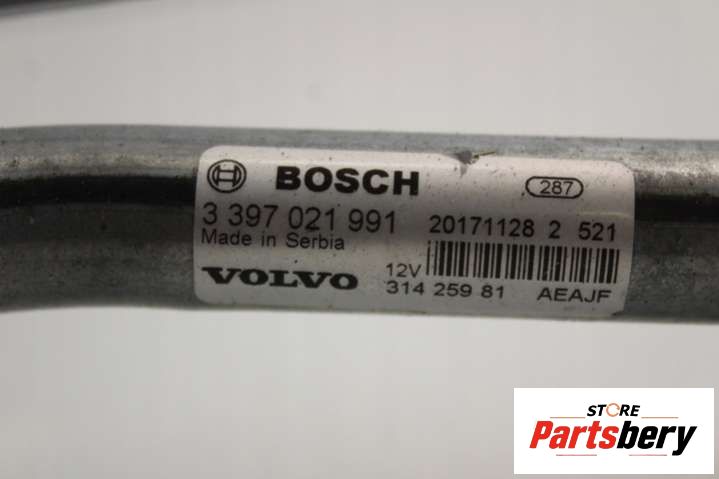 BOSCH 287
3 397 021 991 20171128 2 521
Made in Serbia
VOLVO 12V
314 259 81 AEAJF
STORE
Partsbery